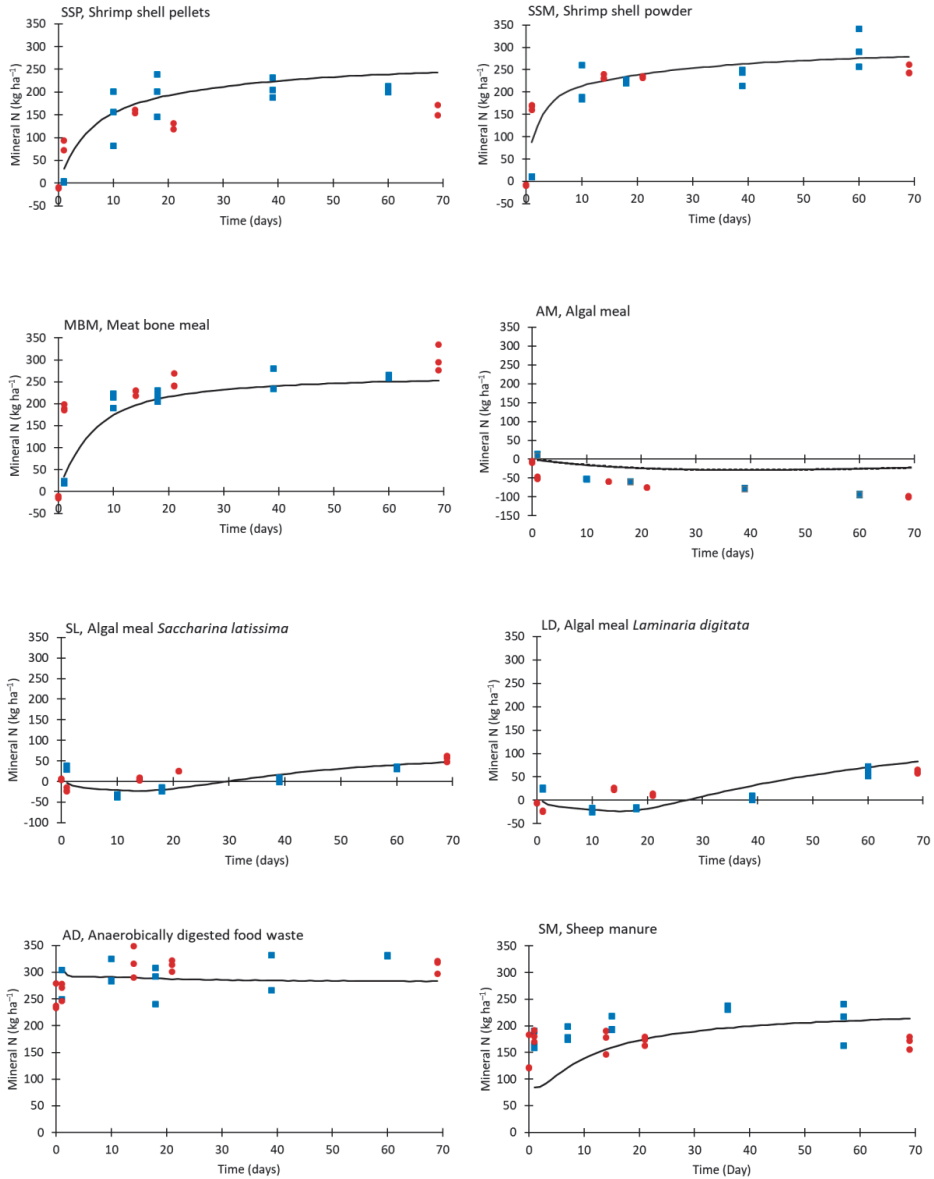 SSP, Shrimp shell pellets
350
300
250
200
150
100
50
0
-50
0 10 20 30 40 50 60 70
Mineral N (kg ha⁻¹)
Time (days)
SSM, Shrimp shell powder
350
300
250
200
150
100
50
0
-50
0 10 20 30 40 50 60 70
Mineral N (kg ha⁻¹)
Time (days)
MBM, Meat bone meal
350
300
250
200
150
100
50
0
-50
0 10 20 30 40 50 60 70
Mineral N (kg ha⁻¹)
Time (days)
AM, Algal meal
350
300
250
200
150
100
50
0
-50
-100
-150
0 10 20 30 40 50 60 70
Mineral N (kg ha⁻¹)
Time (days)
SL, Algal meal Saccharina latissima
350
300
250
200
150
100
50
0
-50
-100
0 10 20 30 40 50 60 70
Mineral N (kg ha⁻¹)
Time (days)
LD, Algal meal Laminaria digitata
350
300
250
200
150
100
50
0
-50
0 10 20 30 40 50 60 70
Mineral N (kg ha⁻¹)
Time (days)
AD, Anaerobically digested food waste
350
300
250
200
150
100
50
0
0 10 20 30 40 50 60 70
Mineral N (kg ha⁻¹)
Time (days)
SM, Sheep manure
350
300
250
200
150
100
50
0
0 10 20 30 40 50 60 70
Mineral N (kg ha⁻¹)
Time (Day)